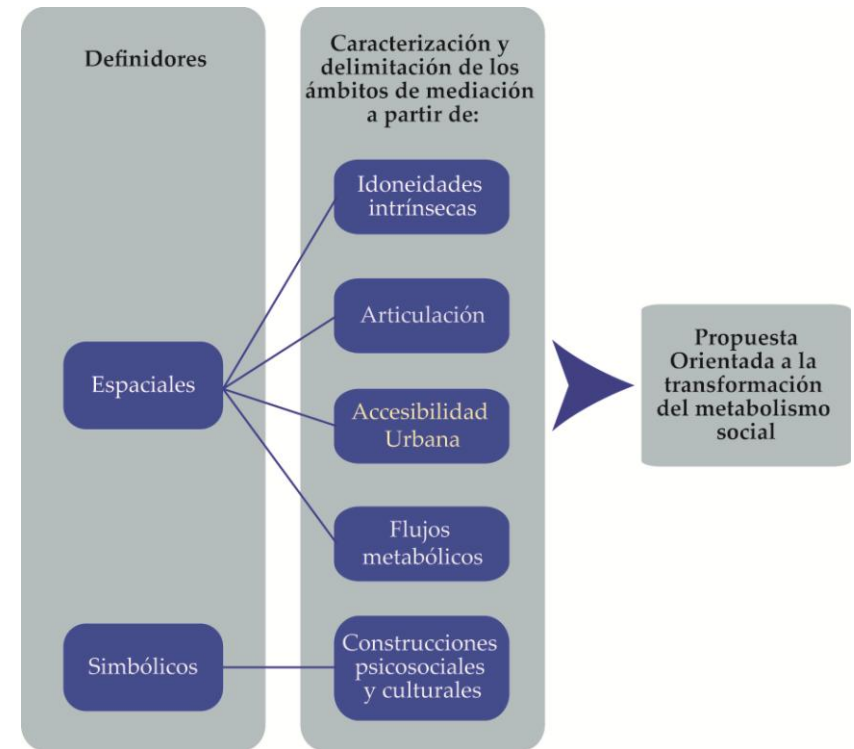 Definidores
Caracterización y
delimitación de los
ámbitos de mediación
a partir de:
Idoneidades
intrínsecas
Articulación
Espaciales
Accesibilidad
Urbana
Flujos
metabólicos
Simbólicos
Construcciones
psicosociales
y culturales
Propuesta
Orientada a la
transformación
del metabolismo
social